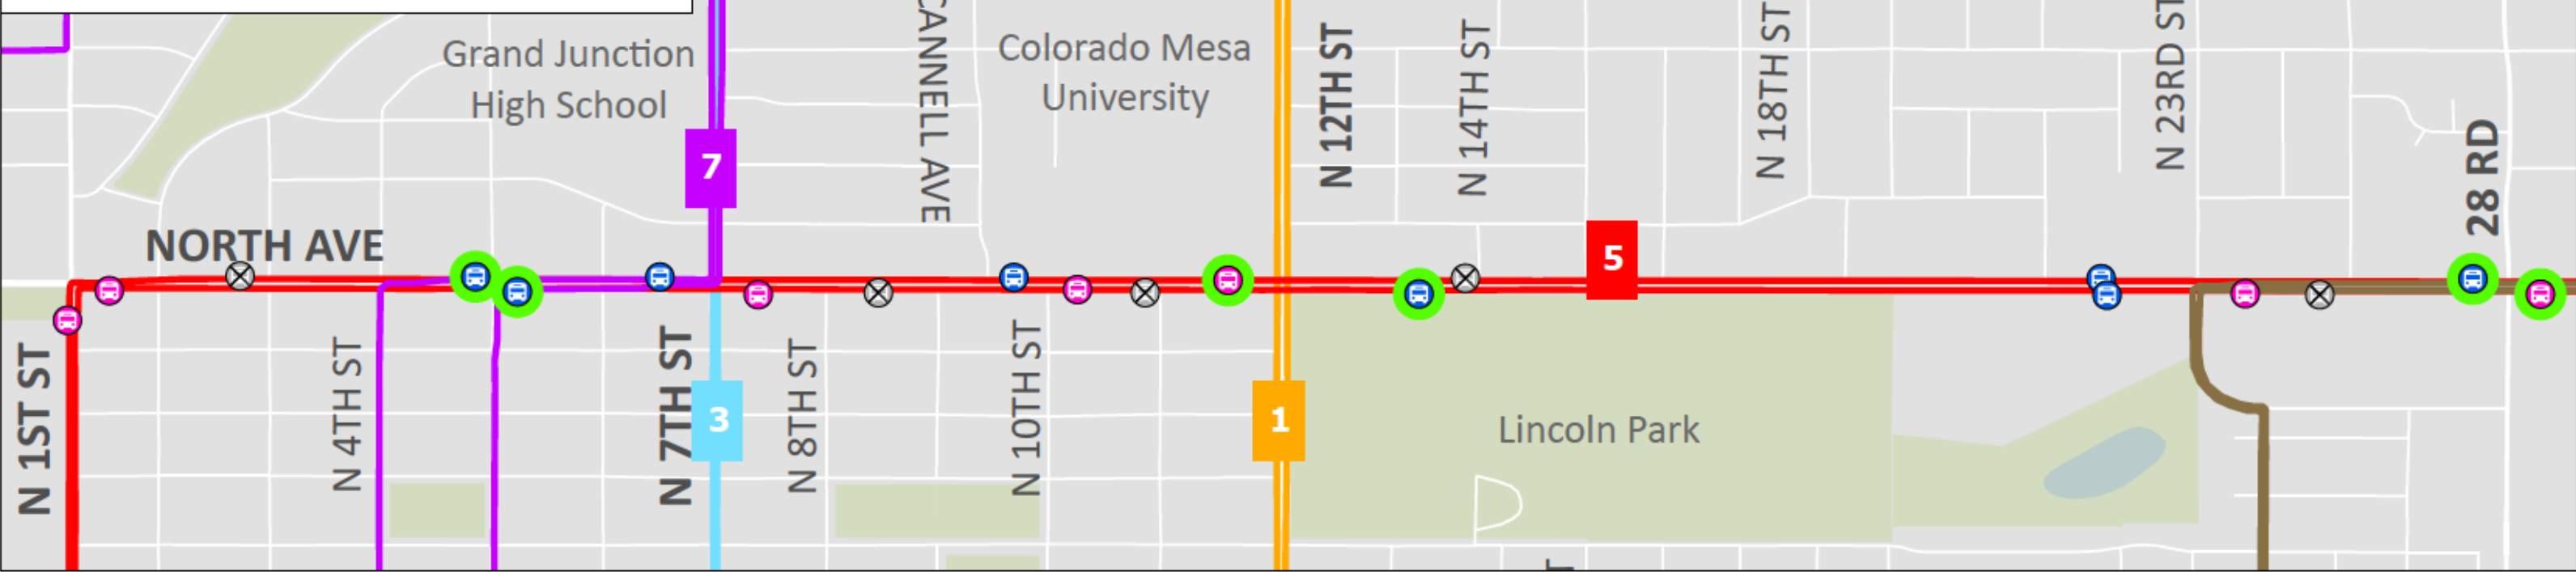 Grand Junction
High School
7
CANNELL AVE
Colorado Mesa
University
N 12TH ST
N 14TH ST
N 18TH ST
N 23RD ST
28 RD
NORTH AVE
5
N 1ST ST
N 4TH ST
N 7TH ST
3
N 8TH ST
N 10TH ST
1
Lincoln Park